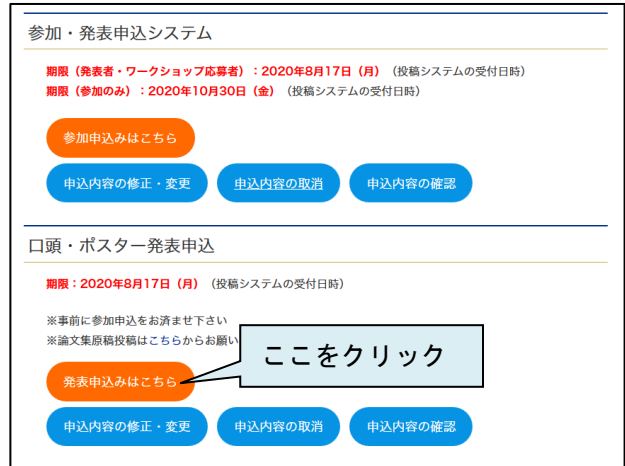 参加・発表申込システム
期限（発表者・ワークショップ応募者）：2020年8月17日（月）（投稿システムの受付日時）
期限（参加のみ）：2020年10月30日（金）（投稿システムの受付日時）
参加申込みはこちら
申込内容の修正・変更 申込内容の取消 申込内容の確認
口頭・ポスター発表申込
期限：2020年8月17日（月）（投稿システムの受付日時）
※事前に参加申込をお済ませ下さい
※論文集原稿投稿はこちらからお願い
ここをクリック
発表申込みはこちら
申込内容の修正・変更 申込内容の取消 申込内容の確認